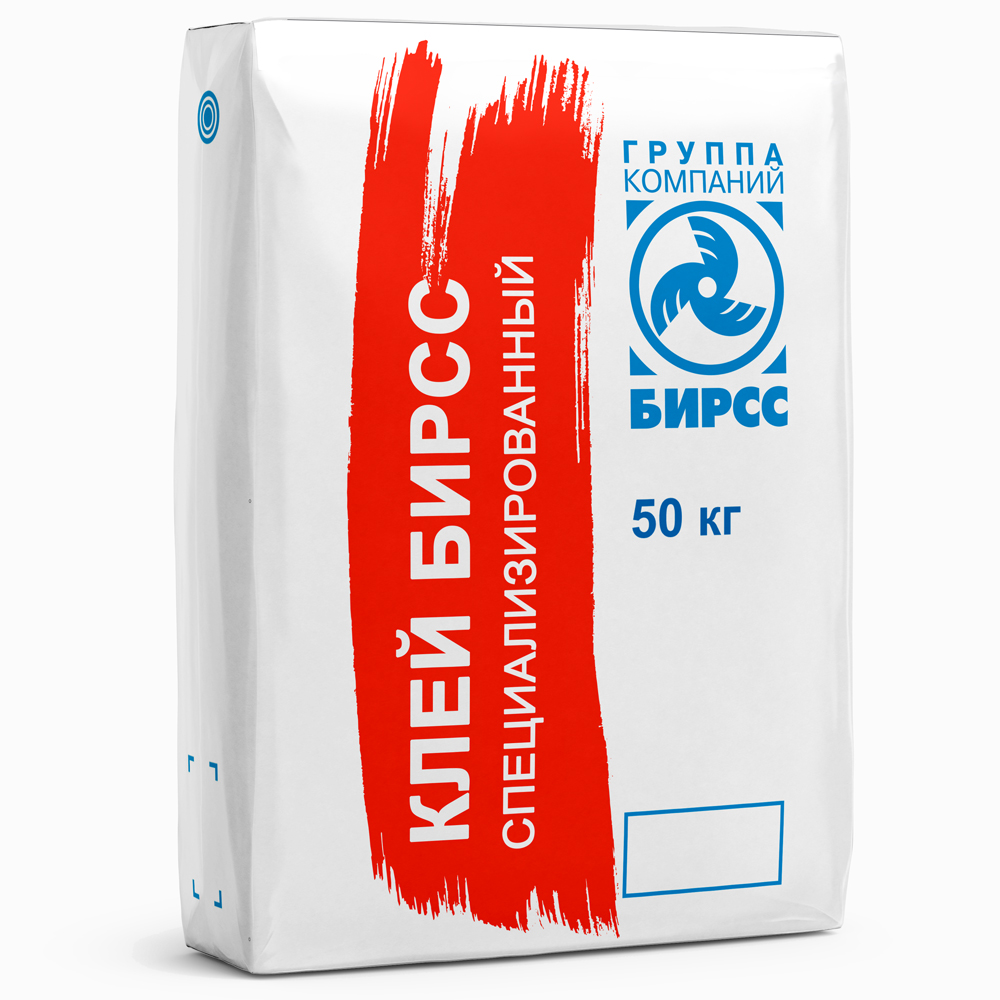 КЛЕЙ БИРСС
СПЕЦИАЛИЗИРОВАННЫЙ
ГРУППА
КОМПАНИЙ
БИРСС
50 кг